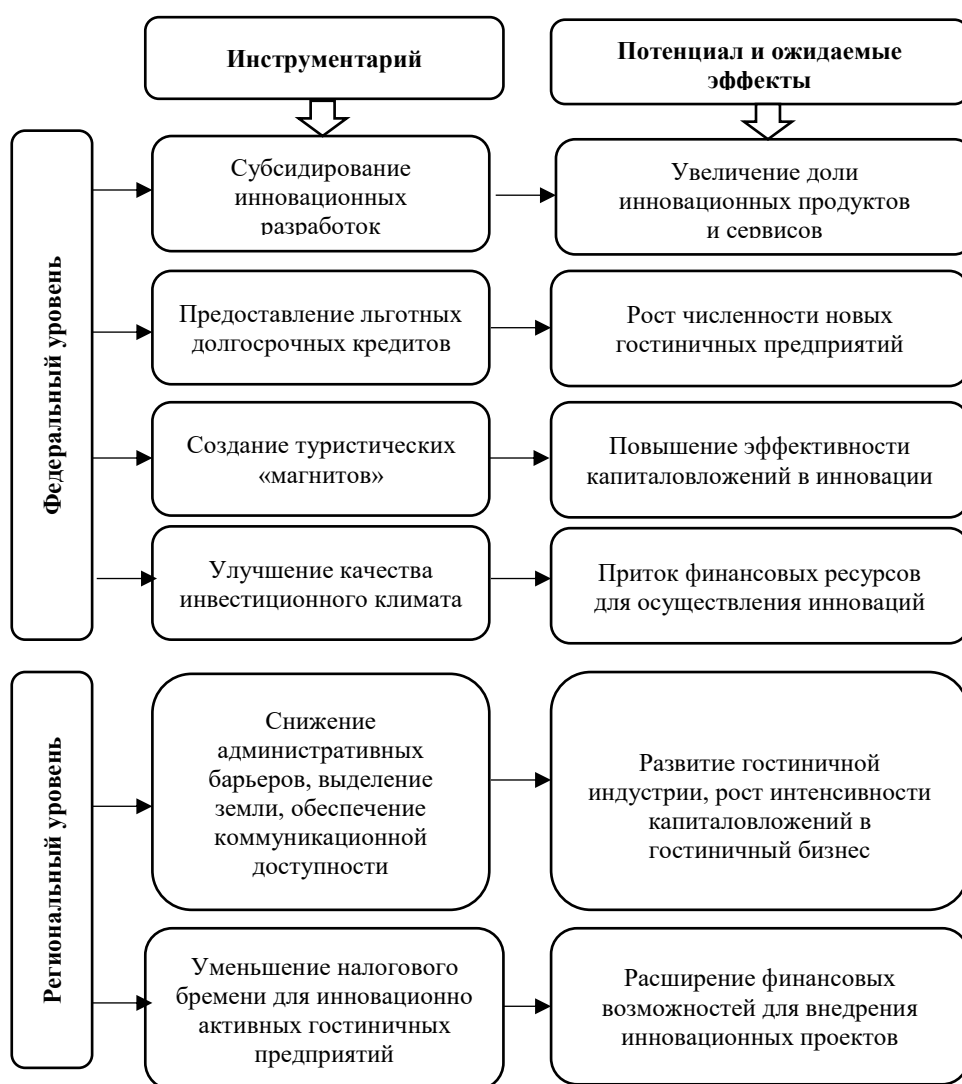 Инструментарий
Потенциал и ожидаемые
эффекты
Федеральный уровень
Субсидирование
инновационных
разработок
Увеличение доли
инновационных продуктов
и сервисов
Предоставление льготных
долгосрочных кредитов
Рост численности новых
гостиничных предприятий
Создание туристических
«магнитов»
Повышение эффективности
капиталовложений в инновации
Улучшение качества
инвестиционного климата
Приток финансовых ресурсов
для осуществления инноваций
Региональный уровень
Снижение
административных
барьеров, выделение
земли, обеспечение
коммуникационной
доступности
Развитие гостиничной
индустрии, рост интенсивности
капиталовложений в
гостиничный бизнес
Уменьшение налогового
бремени для инновационно
активных гостиничных
предприятий
Расширение финансовых
возможностей для внедрения
инновационных проектов